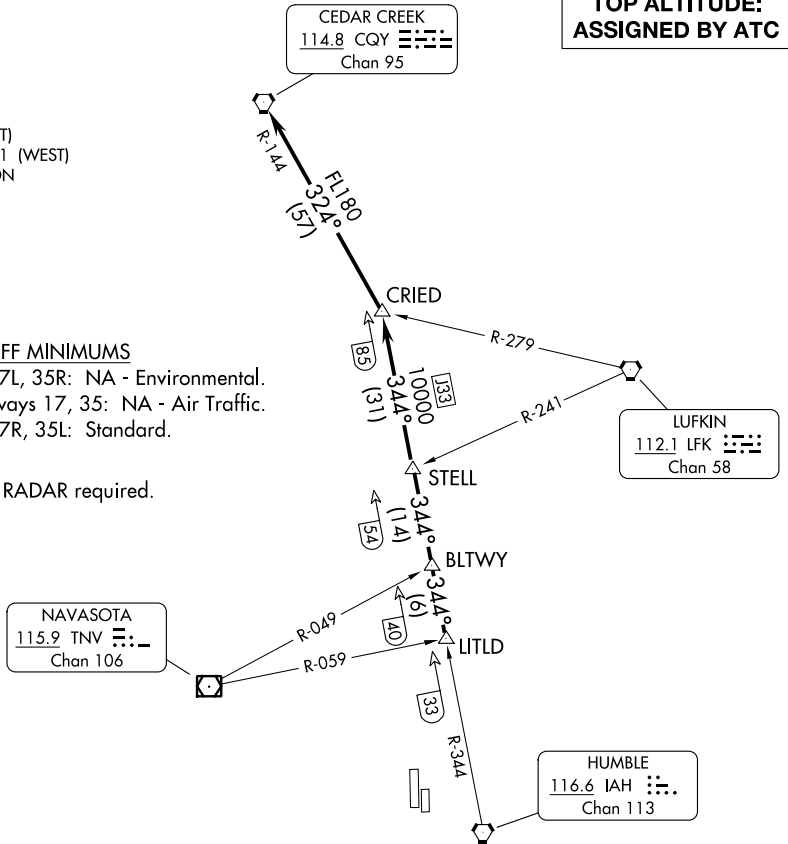 TOP ALTITUDE:
ASSIGNED BY ATC
CEDAR CREEK
114.8 CQY
Chan 95
T)
1 (WEST)
ON
R-144
FL180
324°
(57)
CRIED
R-279
85
344°
(31)
10000
J33
FF MINIMUMS
7L, 35R: NA - Environmental.
ways 17, 35: NA - Air Traffic.
7R, 35L: Standard.
R-241
LUFKIN
112.1 LFK
Chan 58
STELL
RADAR required.
54
344°
(14)
BLTWY
NAVASOTA
115.9 TNV
Chan 106
R-049
40
344°
(6)
LITLD
R-059
33
R-344
HUMBLE
116.6 IAH
Chan 113